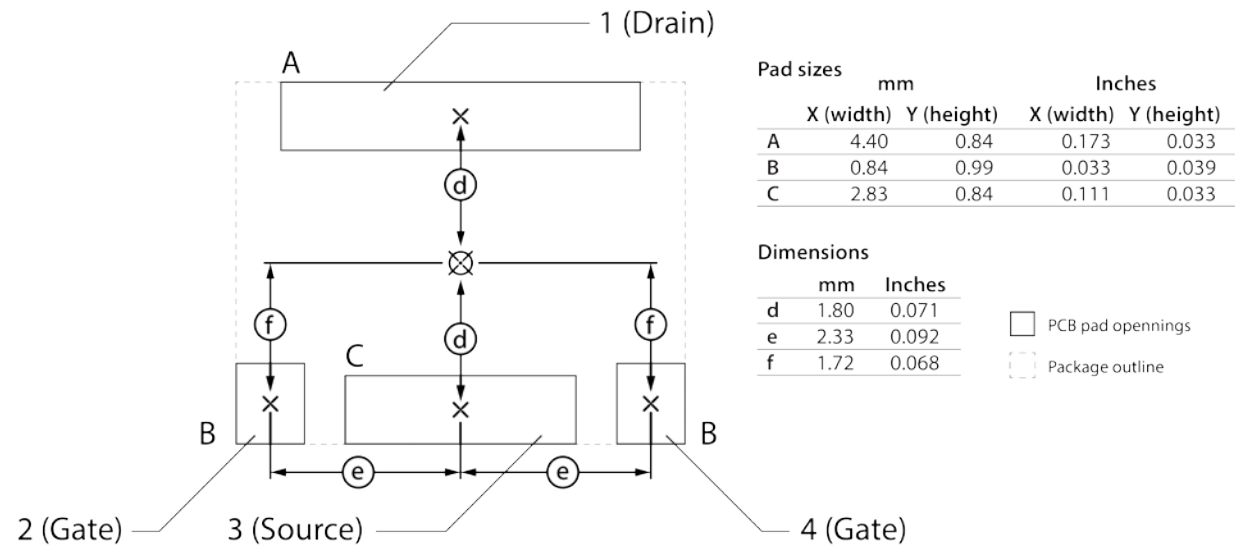 1 (Drain)
A
d
f
d
f
C
B
B
e
e
2 (Gate)
3 (Source)
4 (Gate)
Pad sizes
mm Inches
X (width) Y (height) X (width) Y (height)
A 4.40 0.84 0.173 0.033
B 0.84 0.99 0.033 0.039
C 2.83 0.84 0.111 0.033
Dimensions
mm Inches
d 1.80 0.071
e 2.33 0.092
f 1.72 0.068
PCB pad opennings
Package outline